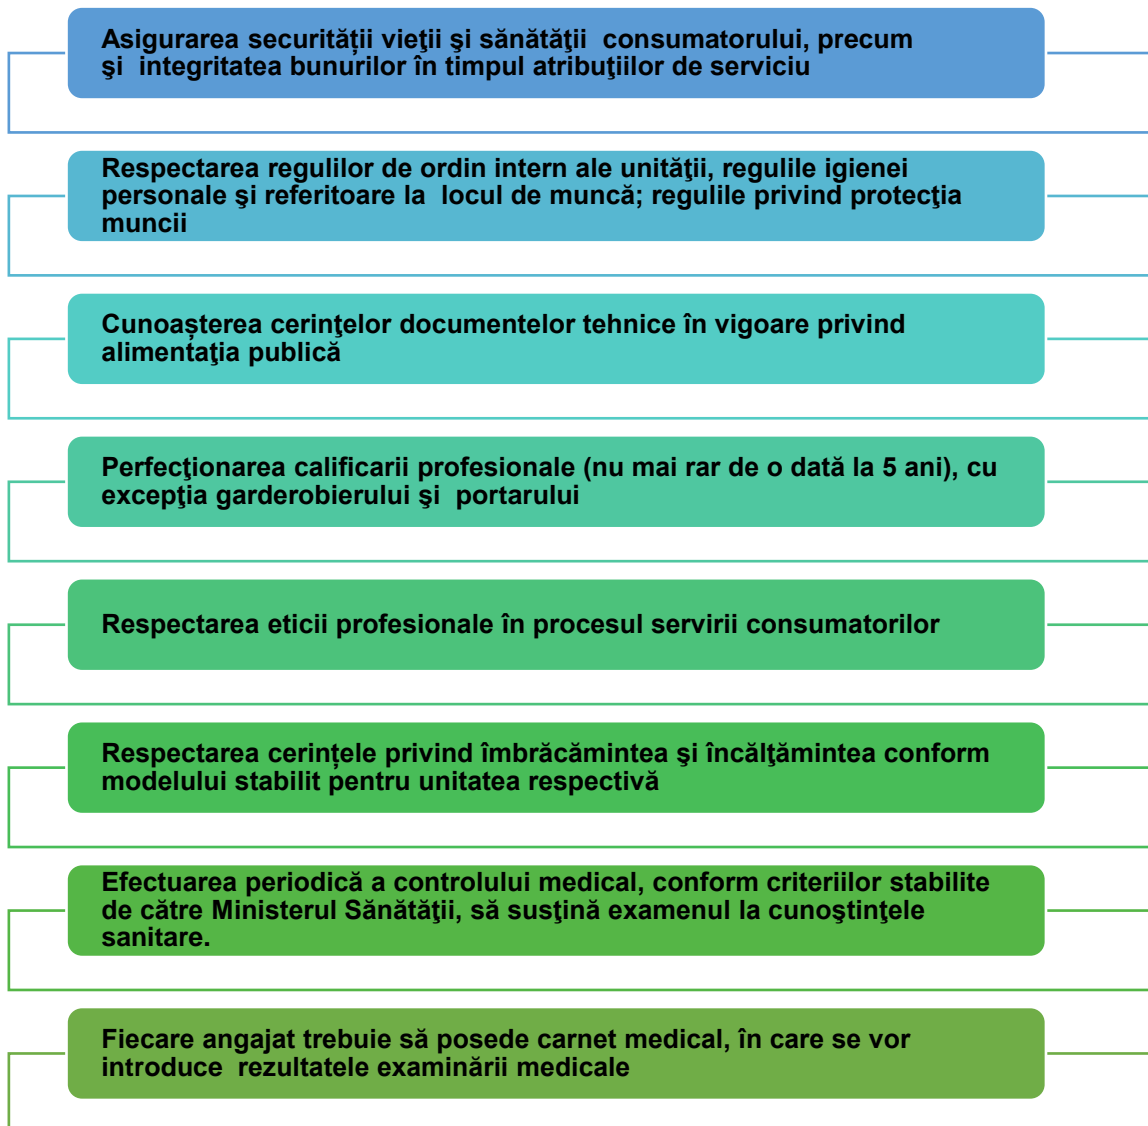 Asigurarea securității vieţii şi sănătăţii  consumatorului, precum
şi  integritatea bunurilor în timpul atribuţiilor de serviciu
Respectarea regulilor de ordin intern ale unităţii, regulile igienei
personale şi referitoare la  locul de muncă; regulile privind protecţia
muncii
Cunoașterea cerinţelor documentelor tehnice în vigoare privind
alimentaţia publică
Perfecţionarea calificarii profesionale (nu mai rar de o dată la 5 ani), cu
excepţia garderobierului şi  portarului
Respectarea eticii profesionale în procesul servirii consumatorilor
Respectarea cerințele privind îmbrăcămintea şi încălţămintea conform
modelului stabilit pentru unitatea respectivă
Efectuarea periodică a controlului medical, conform criteriilor stabilite
de către Ministerul Sănătăţii, să susţină examenul la cunoştinţele
sanitare.
Fiecare angajat trebuie să posede carnet medical, în care se vor
introduce  rezultatele examinării medicale